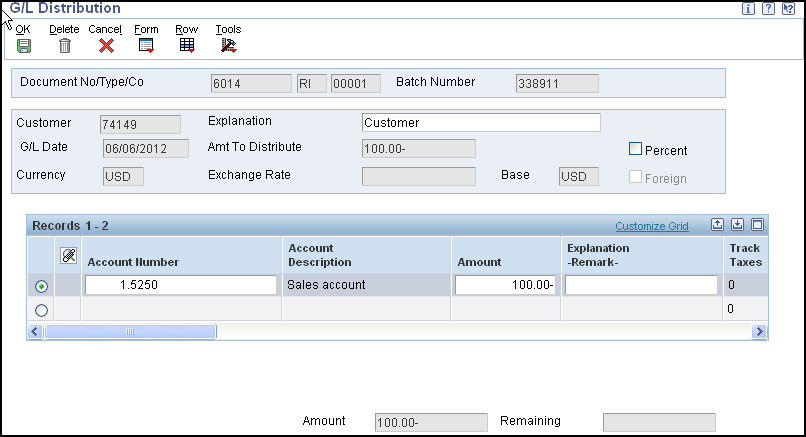 G/L Distribution
OK Delete Cancel Form Row Tools
Document No/Type/Co 6014 RI 00001 Batch Number 338911
Customer 74149 Explanation Customer
G/L Date 06/06/2012 Amt To Distribute 100.00- Percent
Currency USD Exchange Rate Base USD Foreign
Records 1 - 2 Customize Grid
Account Number Account Description Amount Explanation -Remark- Track Taxes
1.5250 Sales account 100.00- 0
0
Amount 100.00- Remaining